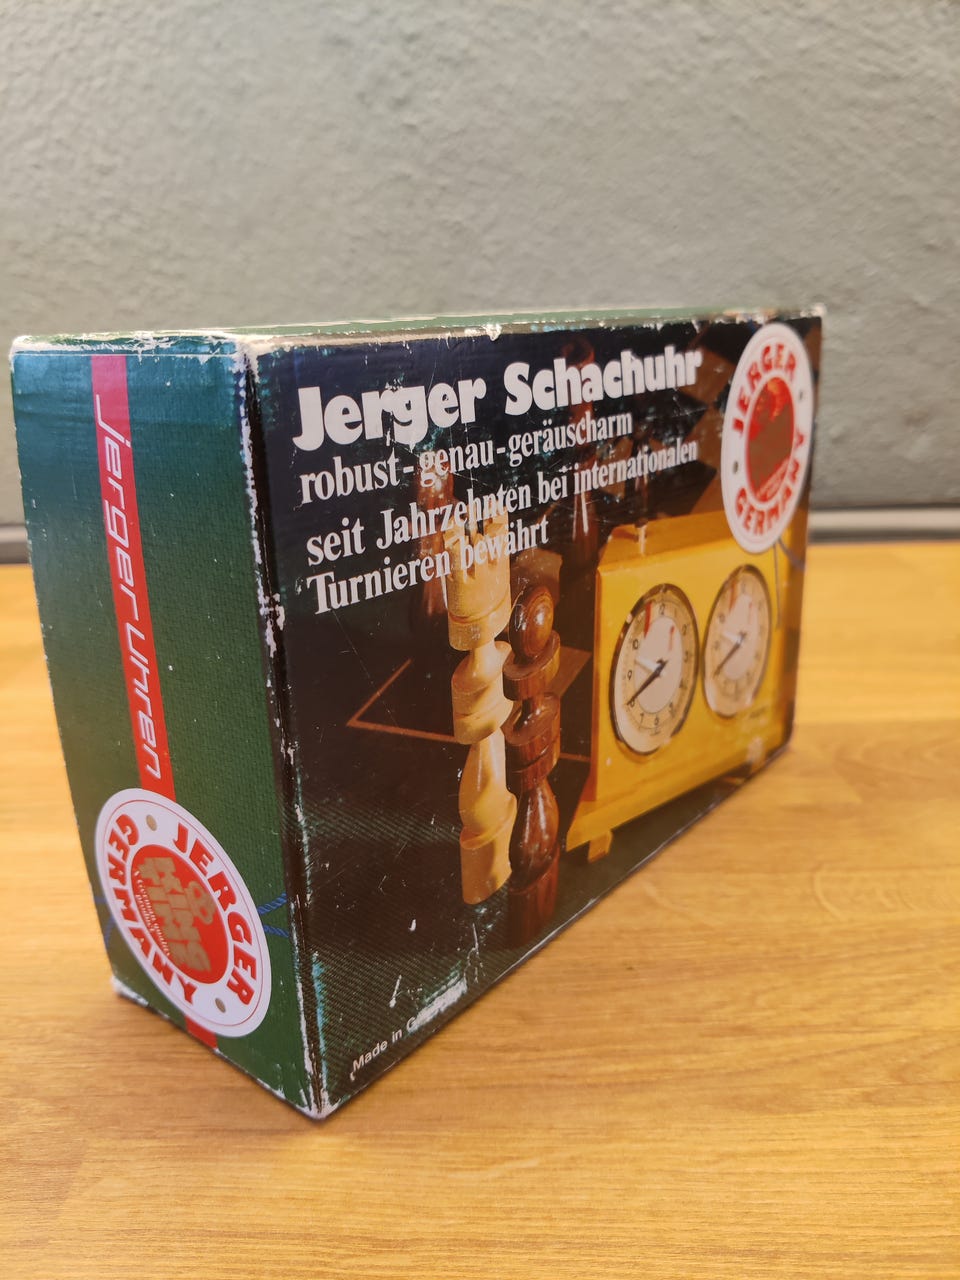 Jerger Schachuhr
robust-genau-geräuscharm
seit Jahrzehnten bei internationalen
Turnieren bewährt
JERGER
GERMANY
Made in
jerger uhren
JERGER
GERMANY